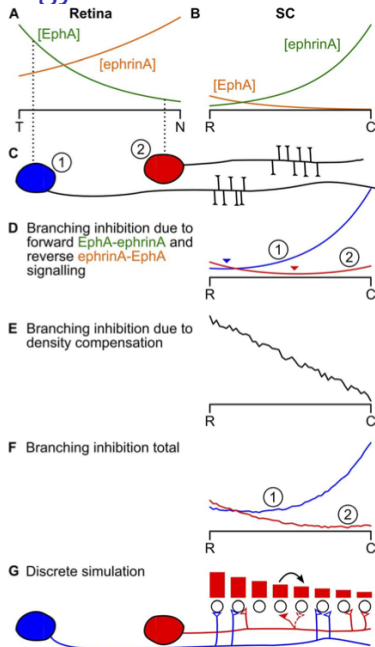 A Retina B SC
[EphA] [ephrinA] [ephrinA]
[EphA]
T N R C
C 1 2
D Branching inhibition due to
forward EphA-ephrinA and
reverse ephrinA-EphA
signalling
1 2
R C
E Branching inhibition due to
density compensation
R C
F Branching inhibition total
1 2
R C
G Discrete simulation